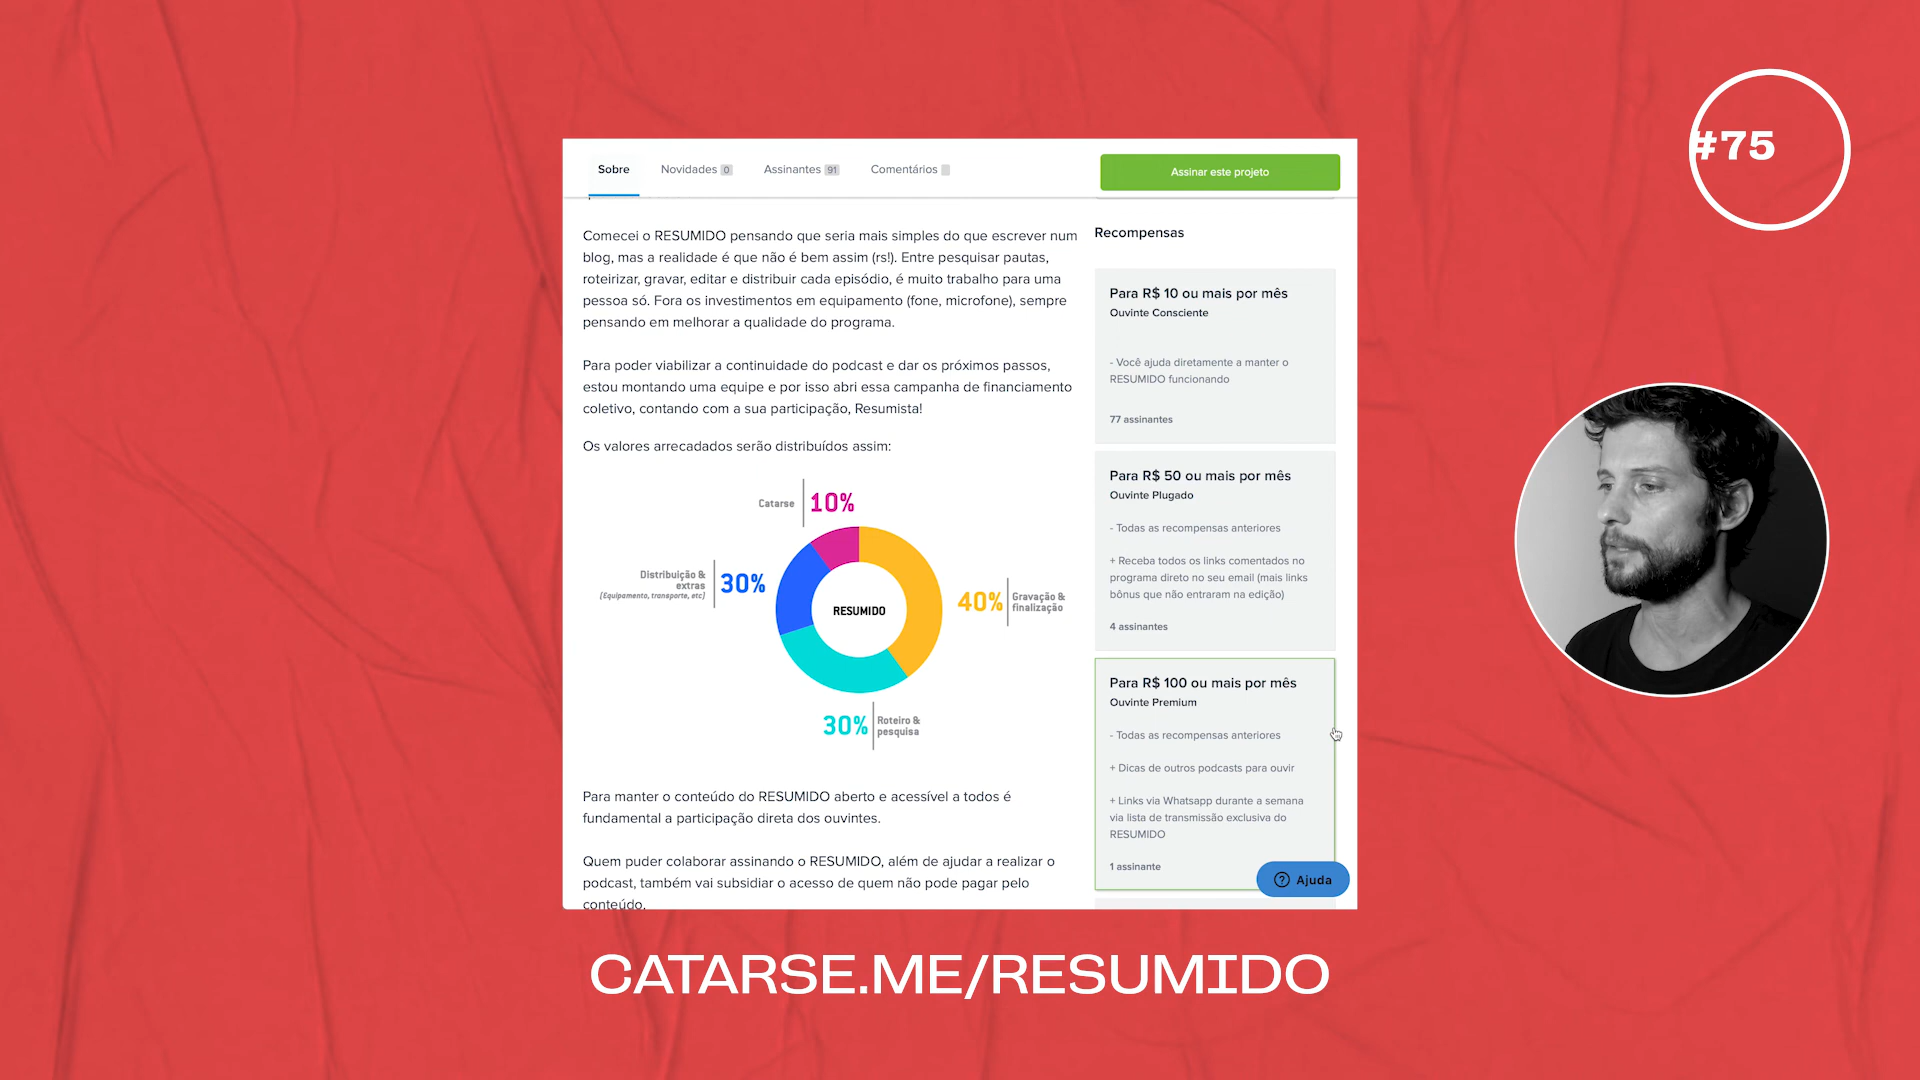 #75
Sobre
Novidades 0
Assinantes 91
Comentários
Assinar este projeto
Comecei o RESUMIDO pensando que seria mais simples do que escrever num
blog, mas a realidade é que não é bem assim (rs!). Entre pesquisar pautas,
roteirizar, gravar, editar e distribuir cada episódio, é muito trabalho para uma
pessoa só. Fora os investimentos em equipamento (fone, microfone), sempre
pensando em melhorar a qualidade do programa.
Para poder viabilizar a continuidade do podcast e dar os próximos passos,
estou montando uma equipe e por isso abri essa campanha de financiamento
coletivo, contando com a sua participação, Resumista!
Os valores arrecadados serão distribuídos assim:
Catarse
10%
Distribuição &
extras
(Equipamento, transporte, etc)
30%
RESUMIDO
40%
Gravação &
finalização
30%
Roteiro &
pesquisa
Para manter o conteúdo do RESUMIDO aberto e acessível a todos é
fundamental a participação direta dos ouvintes.
Quem puder colaborar assinando o RESUMIDO, além de ajudar a realizar o
podcast, também vai subsidiar o acesso de quem não pode pagar pelo
conteúdo.
Recompensas
Para R$ 10 ou mais por mês
Ouvinte Consciente
- Você ajuda diretamente a manter o
RESUMIDO funcionando
77 assinantes
Para R$ 50 ou mais por mês
Ouvinte Plugado
- Todas as recompensas anteriores
+ Receba todos os links comentados no
programa direto no seu email (mais links
bônus que não entraram na edição)
4 assinantes
Para R$ 100 ou mais por mês
Ouvinte Premium
- Todas as recompensas anteriores
+ Dicas de outros podcasts para ouvir
+ Links via Whatsapp durante a semana
via lista de transmissão exclusiva do
RESUMIDO
1 assinante
Ajuda
CATARSE.ME/RESUMIDO